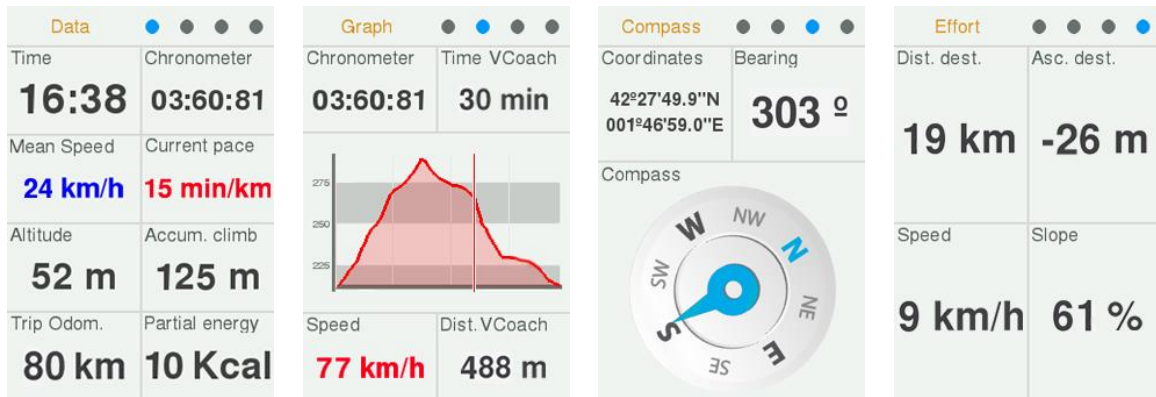 Data
Time Chronometer
16:38 03:60:81
Mean Speed Current pace
24 km/h 15 min/km
Altitude Accum. climb
52 m 125 m
Trip Odom. Partial energy
80 km 10 Kcal
Graph
Chronometer Time VCoach
03:60:81 30 min
275
250
225
Speed Dist.VCoach
77 km/h 488 m
Compass
Coordinates Bearing
42º27'49.9"N
001º46'59.0"E
303 º
Compass
W NW N
SW NE
S SE E
Effort
Dist. dest. Asc. dest.
19 km -26 m
Speed Slope
9 km/h 61 %